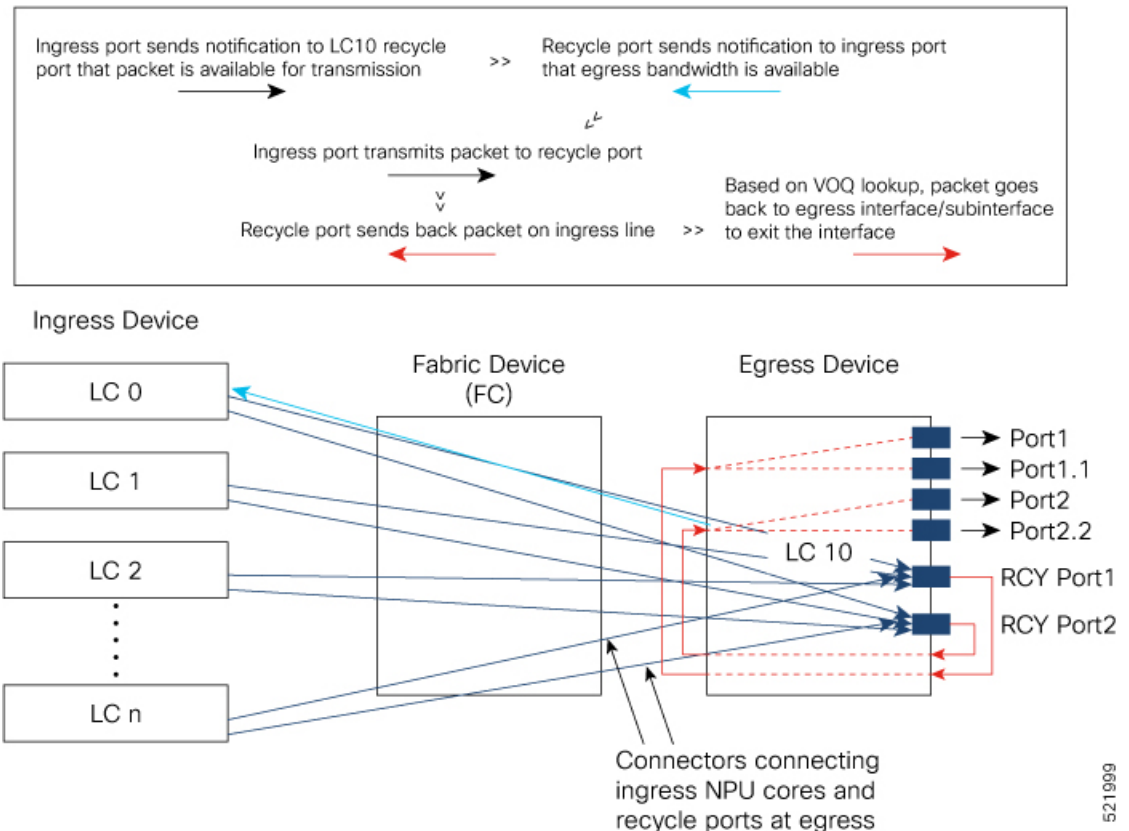 Ingress port sends notification to LC10 recycle
port that packet is available for transmission
>>
Recycle port sends notification to ingress port
that egress bandwidth is available
>>
Ingress port transmits packet to recycle port
>>
Recycle port sends back packet on ingress line
>>
Based on VOQ lookup, packet goes
back to egress interface/subinterface
to exit the interface
Ingress Device
Fabric Device
(FC)
Egress Device
LC 0
LC 1
LC 2
LC n
LC 10
Port1
Port1.1
Port2
Port2.2
RCY Port1
RCY Port2
Connectors connecting
ingress NPU cores and
recycle ports at egress
521999